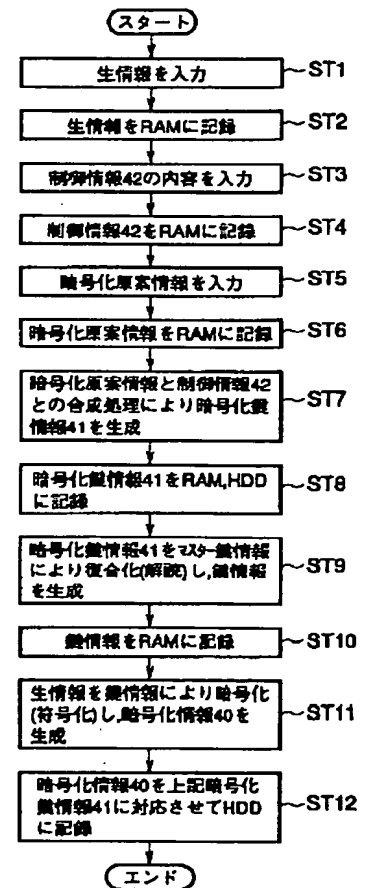 スタート
生情報を入力
ST1
生情報をRAMに記録
ST2
制御情報42の内容を入力
ST3
制御情報42をRAMに記録
ST4
暗号化原案情報を入力
ST5
暗号化原案情報をRAMに記録
ST6
暗号化原案情報と制御情報42
との合成処理により暗号化鍵
情報41を生成
ST7
暗号化鍵情報41をRAM,HDD
に記録
ST8
暗号化鍵情報41をマスター鍵情報
により復合化(解読)し,鍵情報
を生成
ST9
鍵情報をRAMに記録
ST10
生情報を鍵情報により暗号化
(符号化)し,暗号化情報40を
生成
ST11
暗号化情報40を上記暗号化
鍵情報41に対応させてHDD
に記録
ST12
エンド